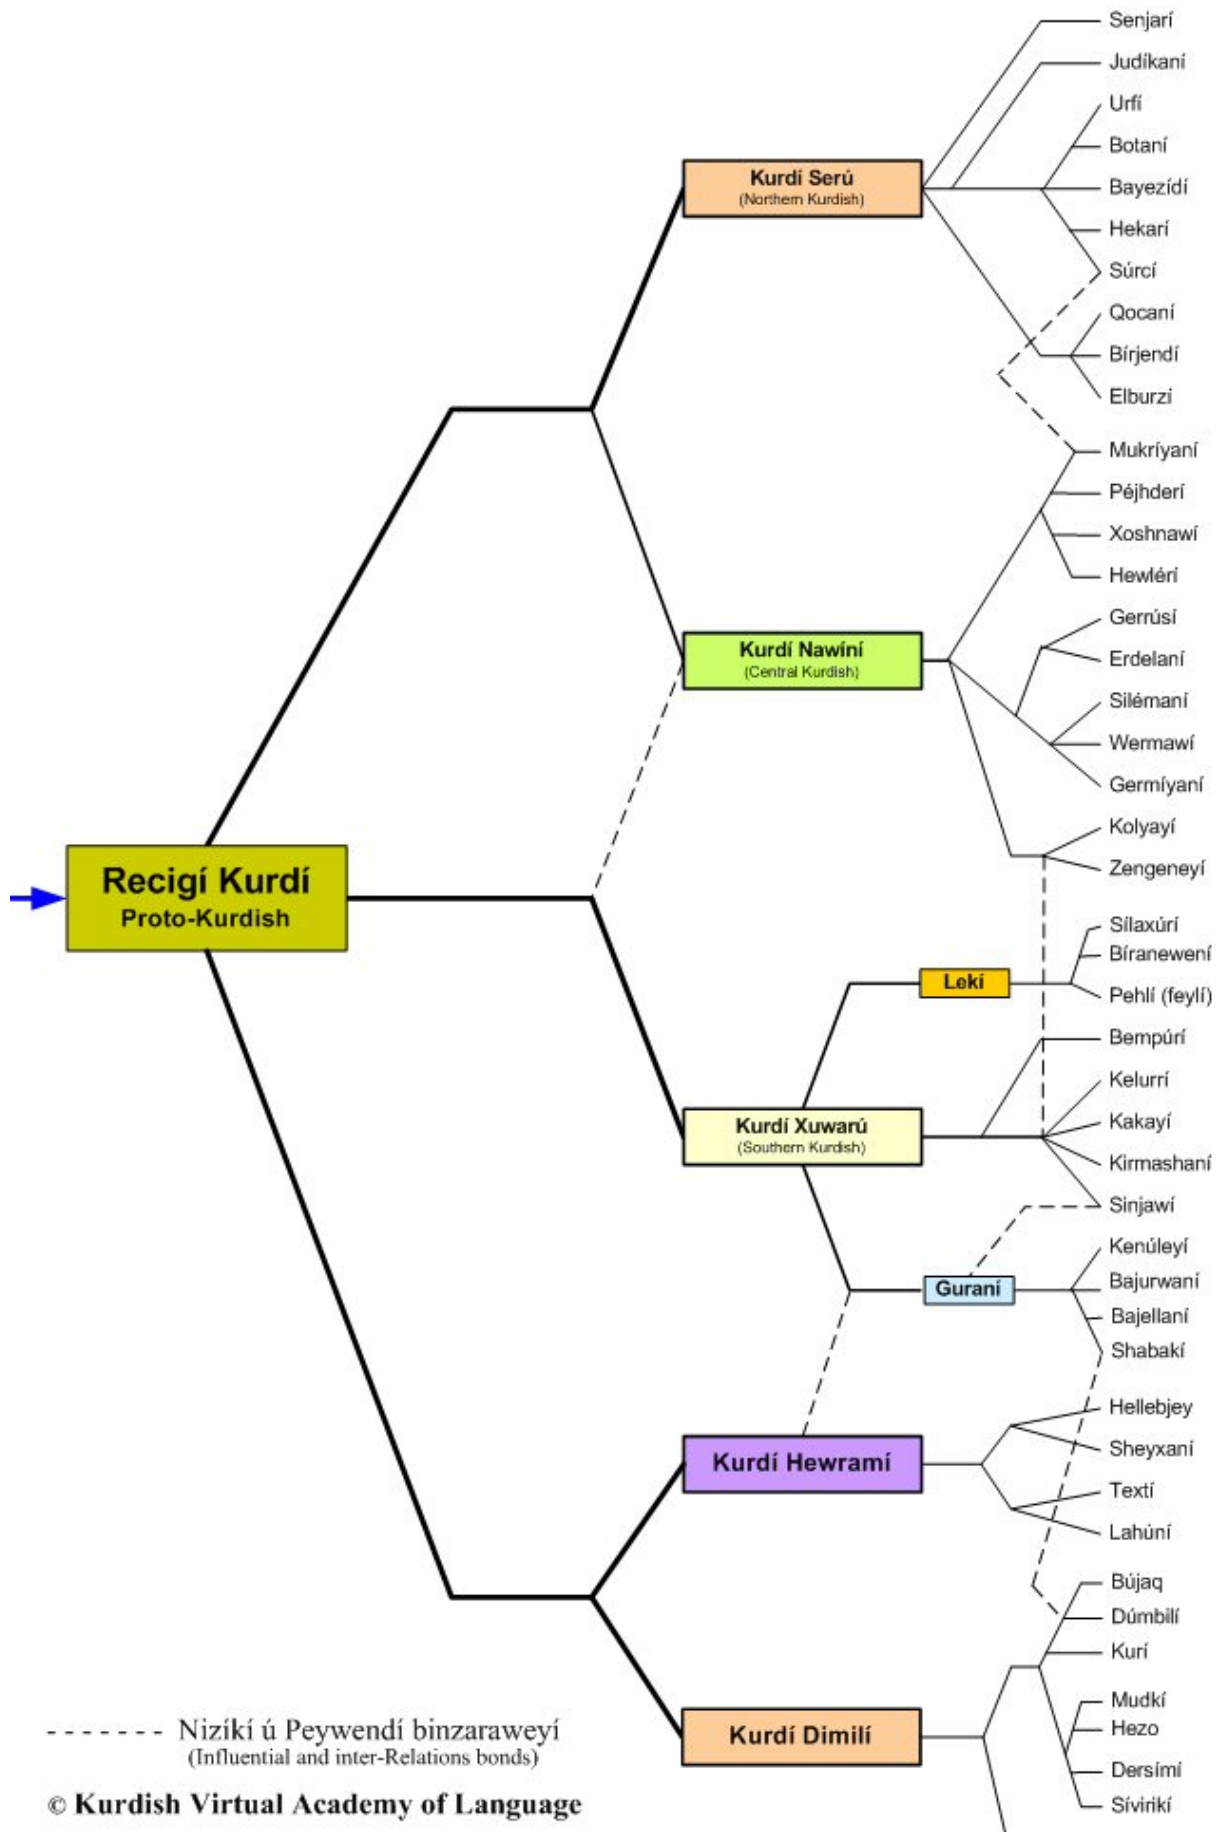 Senjarí
Judíkaní
Urfí
Botaní
Kurdí Serú
(Northern Kurdish)
Bayezídí
Hekarí
Súrcí
Qocaní
Bírjendí
Elburzi
Mukríyaní
Péjhderí
Xoshnawí
Hewlérí
Gerrúsí
Kurdí Nawíní
(Central Kurdish)
Erdelaní
Silémaní
Wermawí
Germíyaní
Kolyayí
Zengeneyí
Recigí Kurdí
Proto-Kurdish
Sílaxúrí
Bíranewení
Lekí
Pehlí (feylí)
Bempúrí
Kelurrí
Kurdí Xuwarú
(Southern Kurdish)
Kakayí
Kirmashaní
Sinjawí
Kenúleyí
Guraní
Bajurwaní
Bajellaní
Shabakí
Hellebjey
Kurdí Hewramí
Sheyxaní
Textí
Lahúní
Bújaq
Dúmbilí
Kurí
Mudkí
Hezo
Kurdí Dimilí
Dersímí
Sívirikí
Nizíkí ú Peywendí binzaraweyí
(Influential and inter-Relations bonds)
© Kurdish Virtual Academy of Language